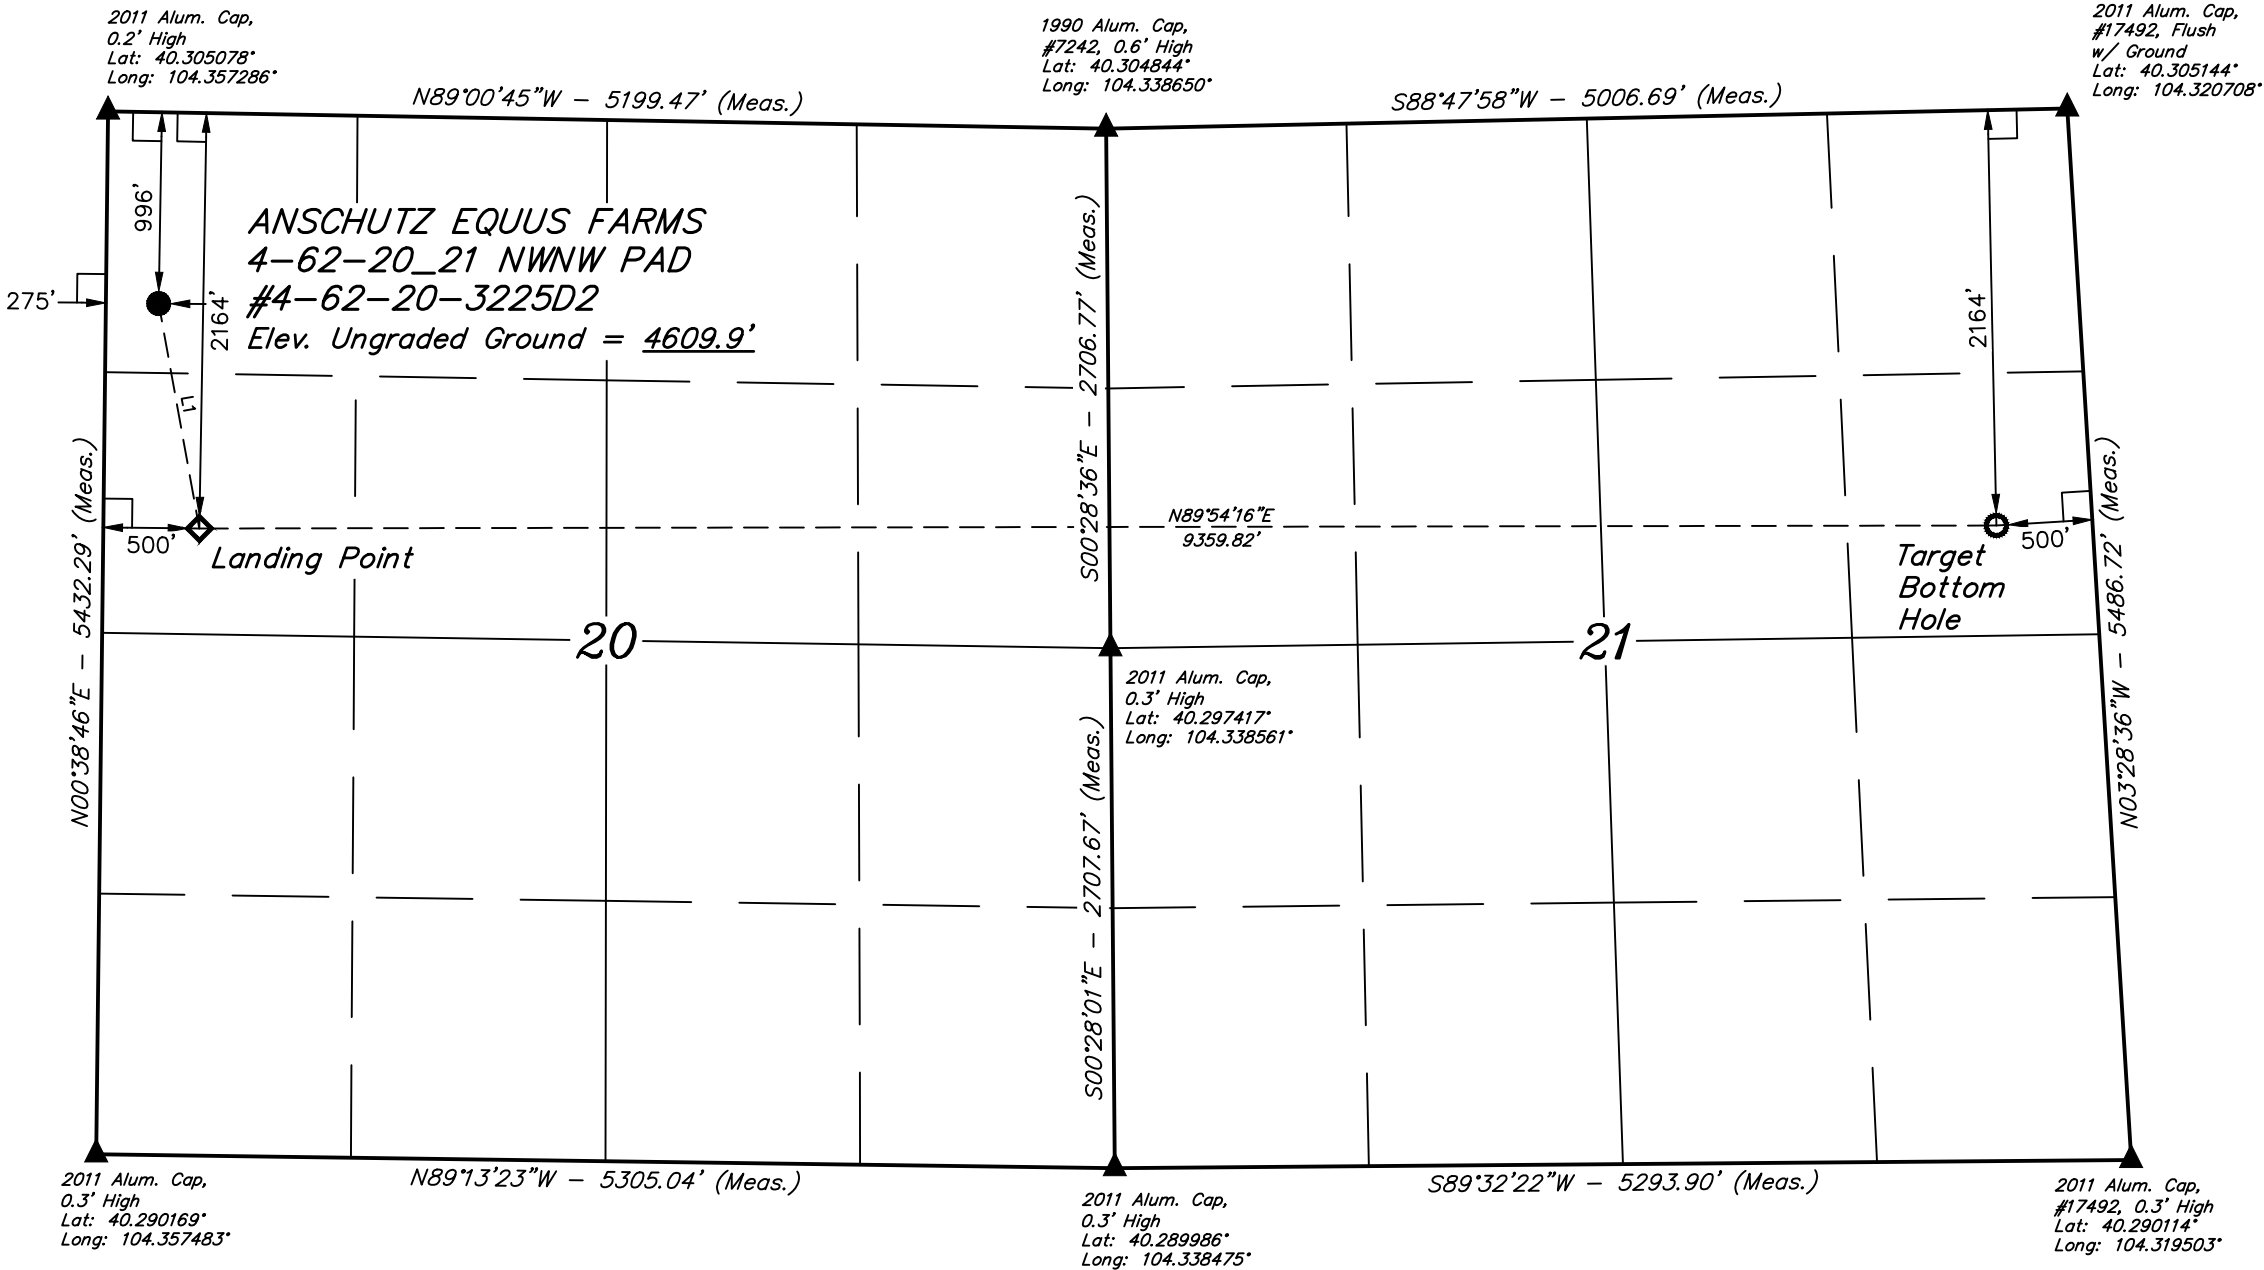 2011 Alum. Cap,
0.2' High
Lat: 40.305078°
Long: 104.357286°
1990 Alum. Cap,
#7242, 0.6' High
Lat: 40.304844°
Long: 104.338650°
2011 Alum. Cap,
#17492, Flush
w/ Ground
Lat: 40.305144°
Long: 104.320708°
N89°00'45"W - 5199.47' (Meas.)
S88°47'58"W - 5006.69' (Meas.)
996'
275'
2164'
ANSCHUTZ EQUUS FARMS
4-62-20_21 NWNW PAD
#4-62-20-3225D2
Elev. Ungraded Ground = 4609.9'
L1
500'
Landing Point
N00°38'46"E - 5432.29' (Meas.)
S00°28'36"E - 2706.77' (Meas.)
N89°54'16"E
9359.82'
2164'
500'
Target
Bottom
Hole
N03°28'36"W - 5486.72' (Meas.)
20
21
2011 Alum. Cap,
0.3' High
Lat: 40.297417°
Long: 104.338561°
S00°28'01"E - 2707.67' (Meas.)
N89°13'23"W - 5305.04' (Meas.)
S89°32'22"W - 5293.90' (Meas.)
2011 Alum. Cap,
0.3' High
Lat: 40.290169°
Long: 104.357483°
2011 Alum. Cap,
0.3' High
Lat: 40.289986°
Long: 104.338475°
2011 Alum. Cap,
#17492, 0.3' High
Lat: 40.290114°
Long: 104.319503°